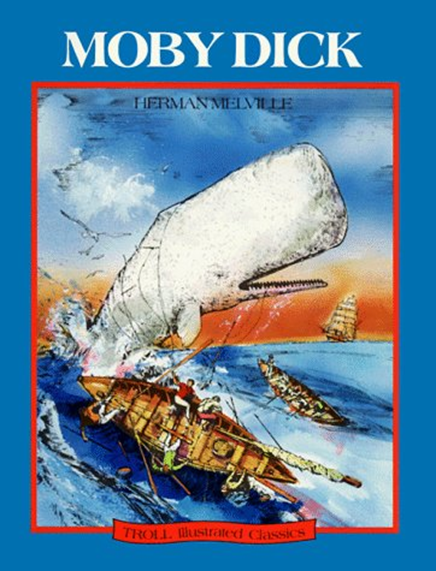 MOBY DICK
HERMAN MELVILLE
TROLL Illustrated Classics